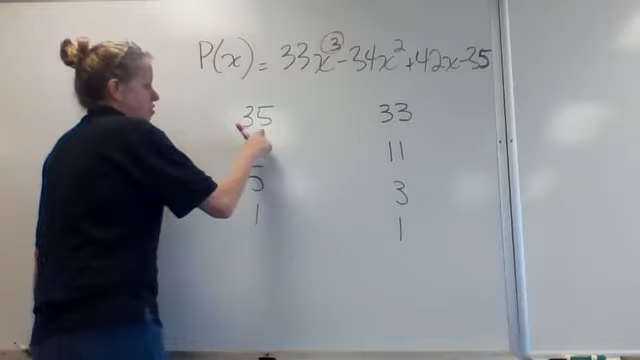 P(x) = 33x³ - 34x² + 42x - 35
35 33
11
5 3
1 1